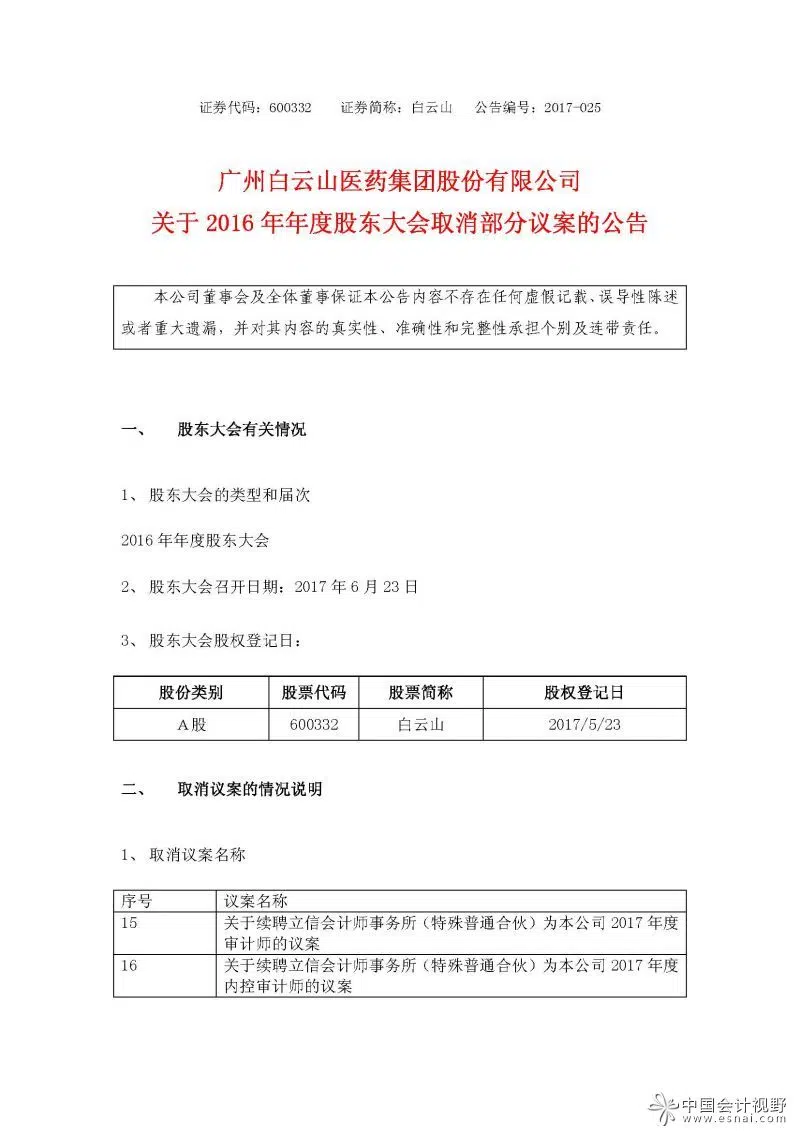 证券代码：600332 证券简称：白云山 公告编号：2017-025
广州白云山医药集团股份有限公司
关于 2016 年年度股东大会取消部分议案的公告
本公司董事会及全体董事保证本公告内容不存在任何虚假记载、误导性陈述
或者重大遗漏，并对其内容的真实性、准确性和完整性承担个别及连带责任。
一、 股东大会有关情况
1、 股东大会的类型和届次
2016 年年度股东大会
2、 股东大会召开日期：2017 年 6 月 23 日
3、 股东大会股权登记日：
股份类别 股票代码 股票简称 股权登记日
A股 600332 白云山 2017/5/23
二、 取消议案的情况说明
1、 取消议案名称
序号 议案名称
15 关于续聘立信会计师事务所（特殊普通合伙）为本公司 2017 年度
审计师的议案
16 关于续聘立信会计师事务所（特殊普通合伙）为本公司 2017 年度
内控审计师的议案
中国会计视野
www.esnai.com